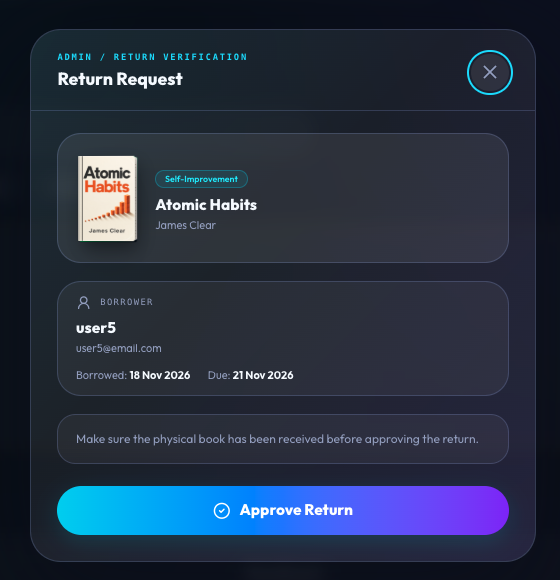 ADMIN / RETURN VERIFICATION
Return Request
Atomic
Habits
James Clear
Self-Improvement
Atomic Habits
James Clear
BORROWER
user5
user5@email.com
Borrowed: 18 Nov 2026 Due: 21 Nov 2026
Make sure the physical book has been received before approving the return.
Approve Return